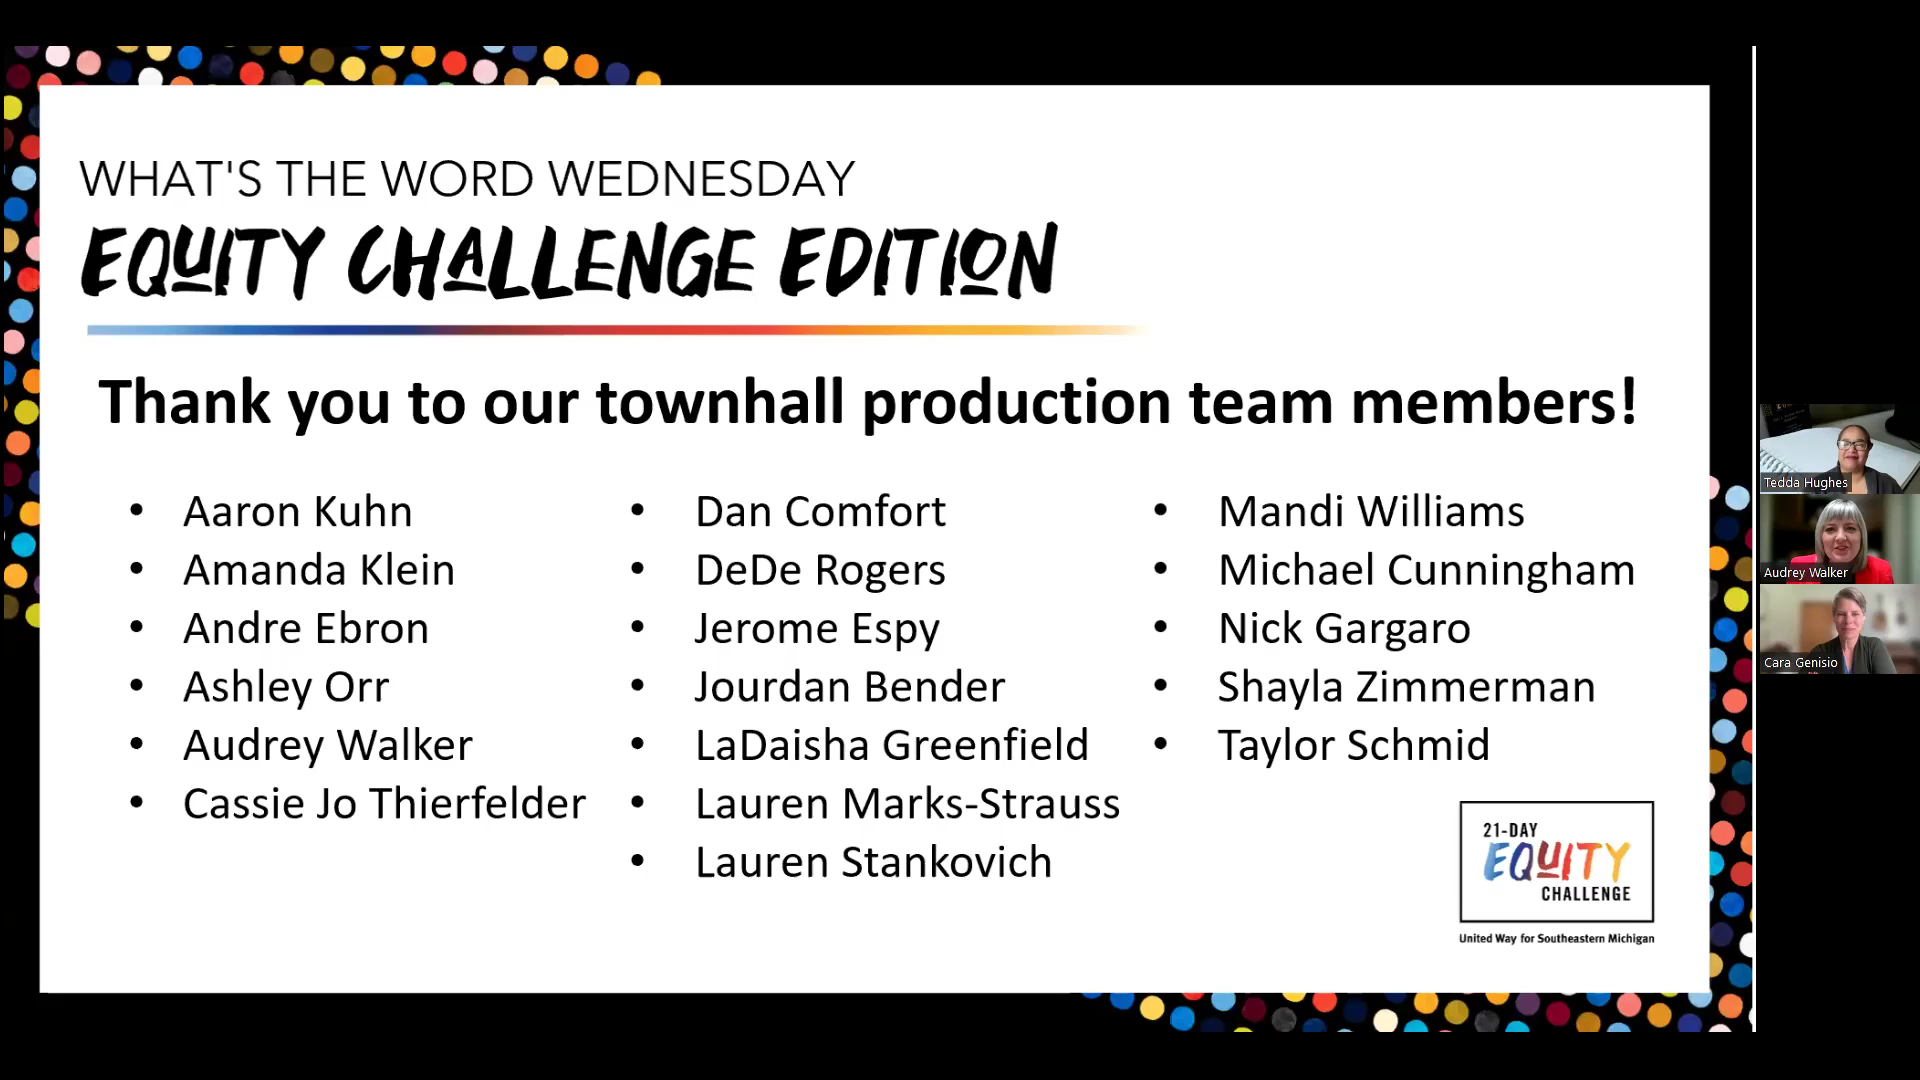 WHAT'S THE WORD WEDNESDAY
EQUITY CHALLENGE EDITION
Thank you to our townhall production team members!
• Aaron Kuhn
• Amanda Klein
• Andre Ebron
• Ashley Orr
• Audrey Walker
• Cassie Jo Thierfelder
• Dan Comfort
• DeDe Rogers
• Jerome Espy
• Jourdan Bender
• LaDaisha Greenfield
• Lauren Marks-Strauss
• Lauren Stankovich
• Mandi Williams
• Michael Cunningham
• Nick Gargaro
• Shayla Zimmerman
• Taylor Schmid
21-DAY
EQUITY
CHALLENGE
United Way for Southeastern Michigan
Tedda Hughes
Audrey Walker
Cara Genisio